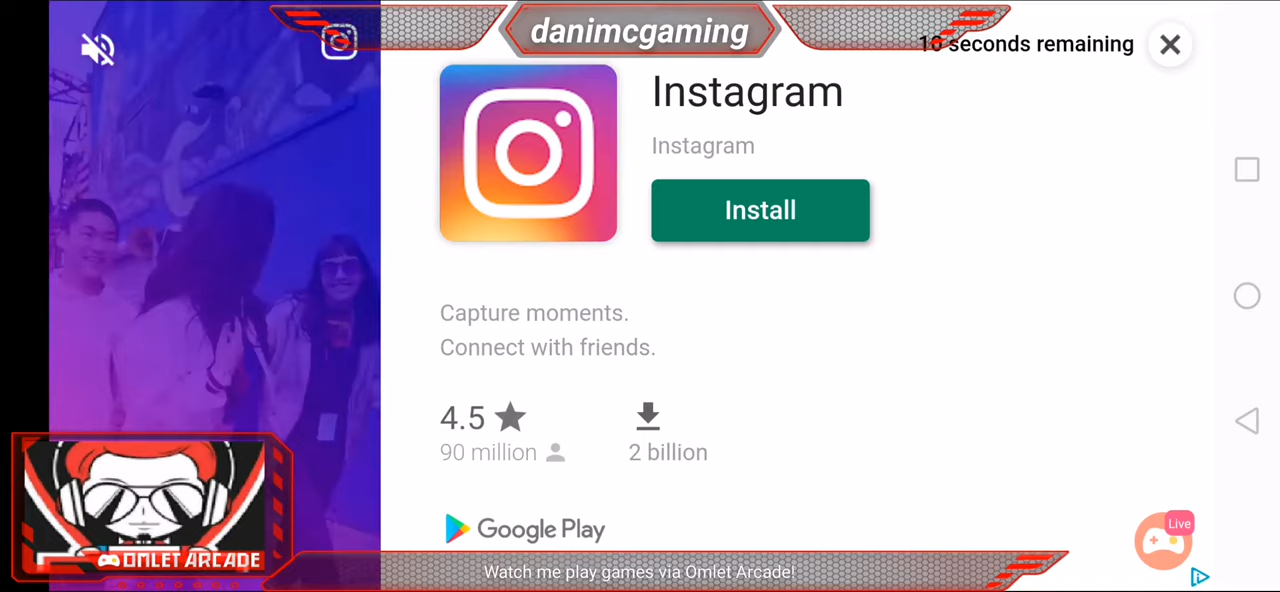 danimcgaming
10 seconds remaining
Instagram
Instagram
Install
Capture moments.
Connect with friends.
4.5
90 million
2 billion
Google Play
Live
OMLET ARCADE
Watch me play games via Omlet Arcade!